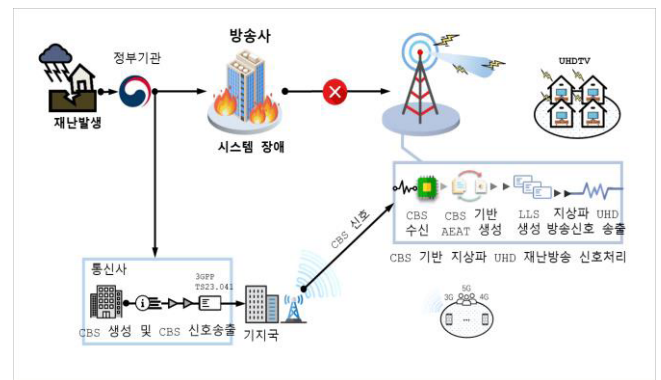 방송사
정부기관
UHDTV
재난발생
시스템 장애
CBS 신호
CBS 수신
CBS 기반
AEAT 생성
LLS 생성
지상파 UHD
방송신호 송출
CBS 기반 지상파 UHD 재난방송 신호처리
통신사
3GPP
TS23.041
CBS 생성 및 CBS 신호송출
기지국
5G
3G
4G